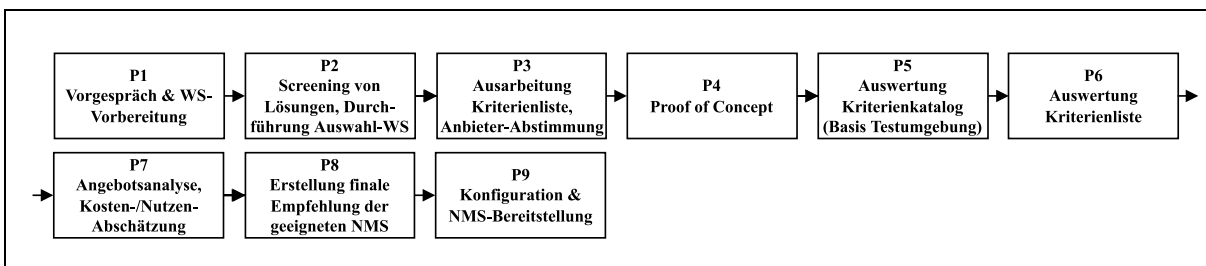 P1
Vorgespräch & WS-
Vorbereitung
P2
Screening von
Lösungen, Durch-
führung Auswahl-WS
P3
Ausarbeitung
Kriterienliste,
Anbieter-Abstimmung
P4
Proof of Concept
P5
Auswertung
Kriterienkatalog
(Basis Testumgebung)
P6
Auswertung
Kriterienliste
P7
Angebotsanalyse,
Kosten-/Nutzen-
Abschätzung
P8
Erstellung finale
Empfehlung der
geeigneten NMS
P9
Konfiguration &
NMS-Bereitstellung